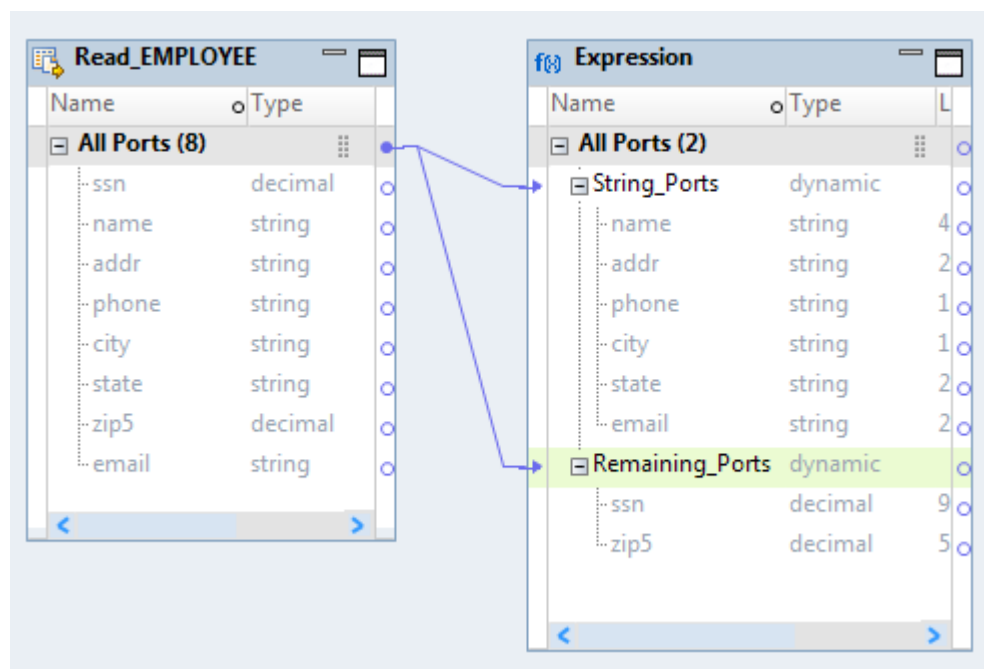 Read_EMPLOYEE
Name Type
All Ports (8)
ssn decimal
name string
addr string
phone string
city string
state string
zip5 decimal
email string
f(x) Expression
Name Type L
All Ports (2)
String_Ports dynamic
name string 4
addr string 2
phone string 1
city string 1
state string 2
email string 2
Remaining_Ports dynamic
ssn decimal 9
zip5 decimal 5